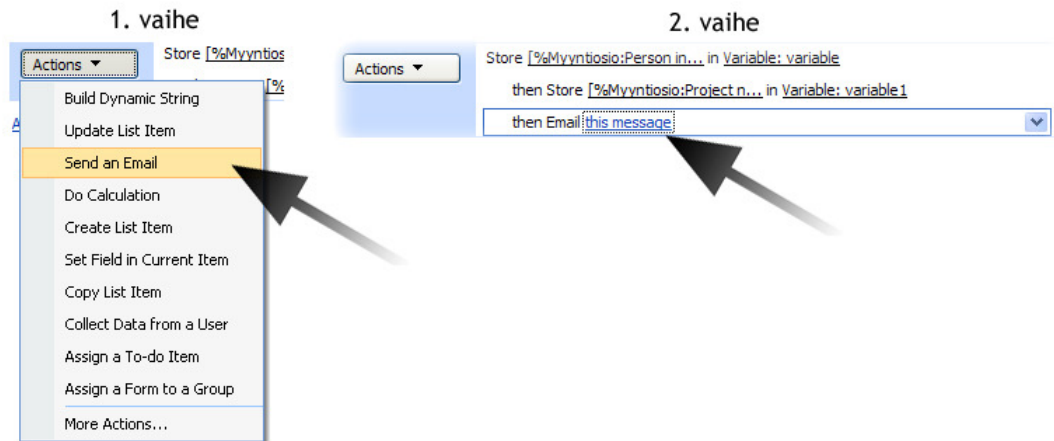 1. vaihe
Actions
Store [%Myyntios
[%
Build Dynamic String
Update List Item
Send an Email
Do Calculation
Create List Item
Set Field in Current Item
Copy List Item
Collect Data from a User
Assign a To-do Item
Assign a Form to a Group
More Actions...
2. vaihe
Actions
Store [%Myyntiosio:Person in... in Variable: variable
then Store [%Myyntiosio:Project n... in Variable: variable1
then Email this message